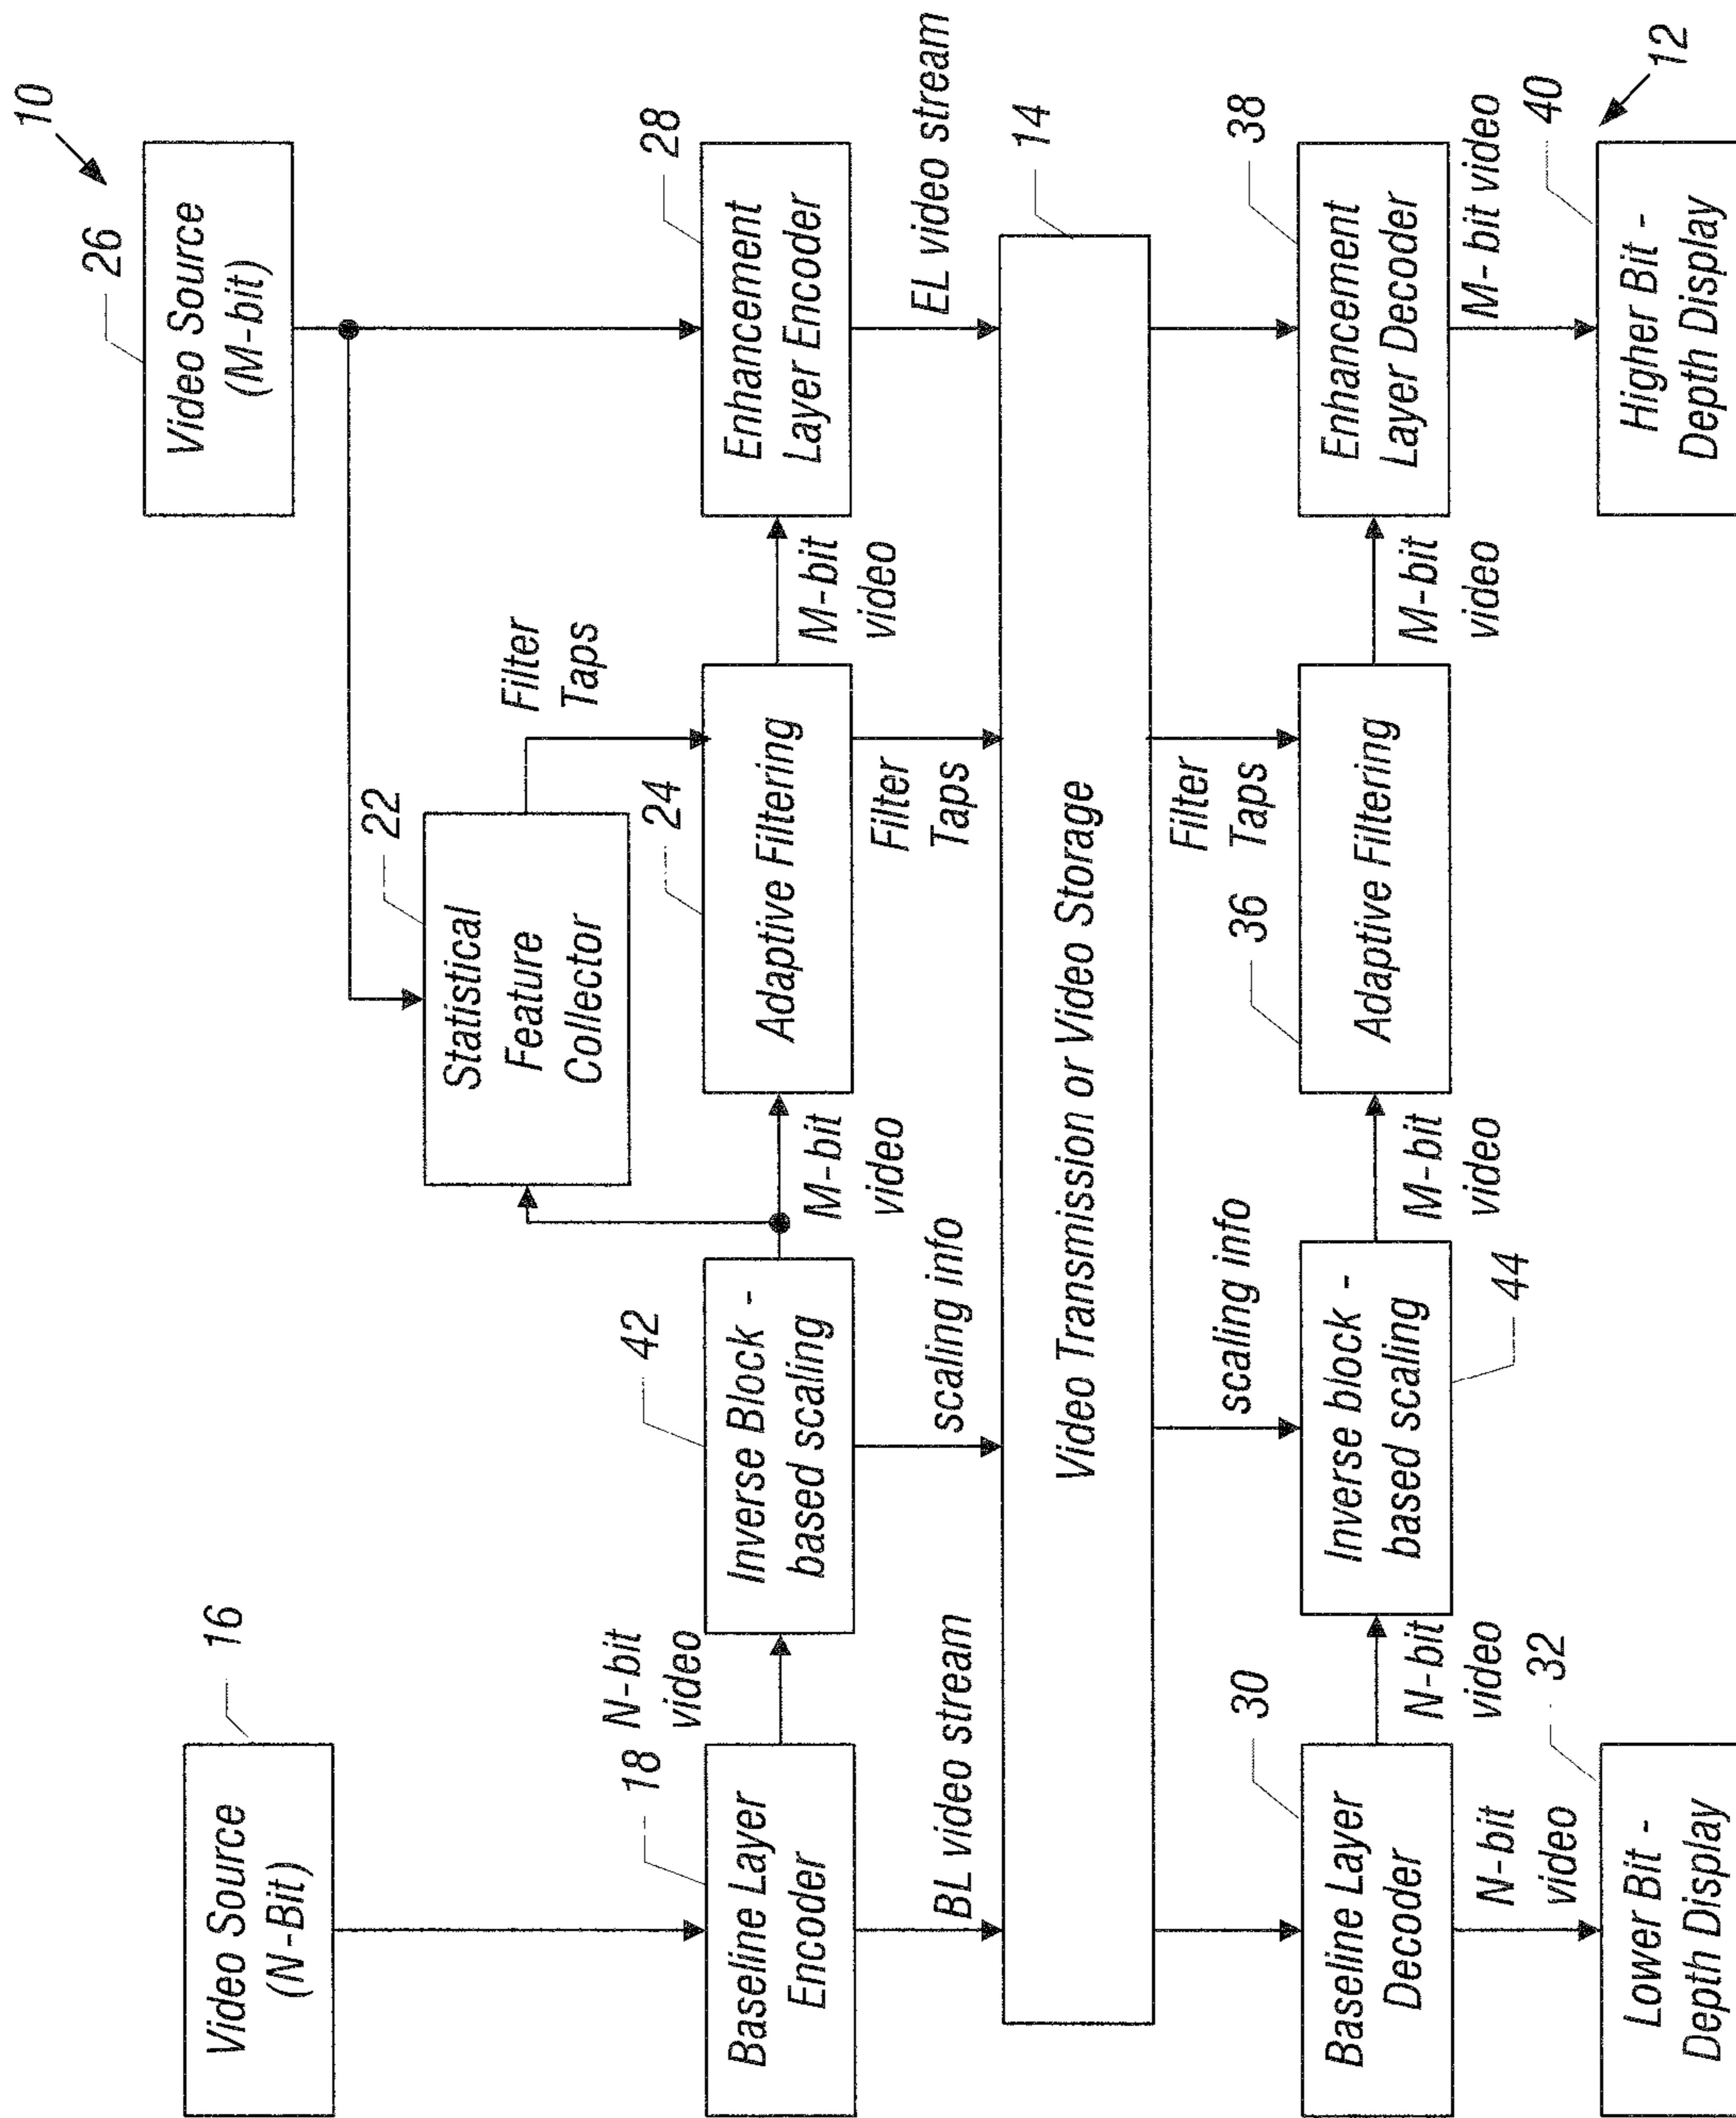 10
16
Video Source
(N-Bit)
26
Video Source
(M-bit)
22
Statistical
Feature
Collector
Filter
Taps
18
Baseline Layer
Encoder
N-bit
video
42
Inverse Block -
based scaling
M-bit
video
24
Adaptive Filtering
M-bit
video
28
Enhancement
Layer Encoder
BL video stream
scaling info
Filter
Taps
EL video stream
Video Transmission or Video Storage
14
scaling info
Filter
Taps
30
Baseline Layer
Decoder
N-bit
video
Inverse block -
based scaling
44
M-bit
video
36
Adaptive Filtering
M-bit
video
38
Enhancement
Layer Decoder
N-bit
video
32
Lower Bit -
Depth Display
M- bit video
40
Higher Bit -
Depth Display
12